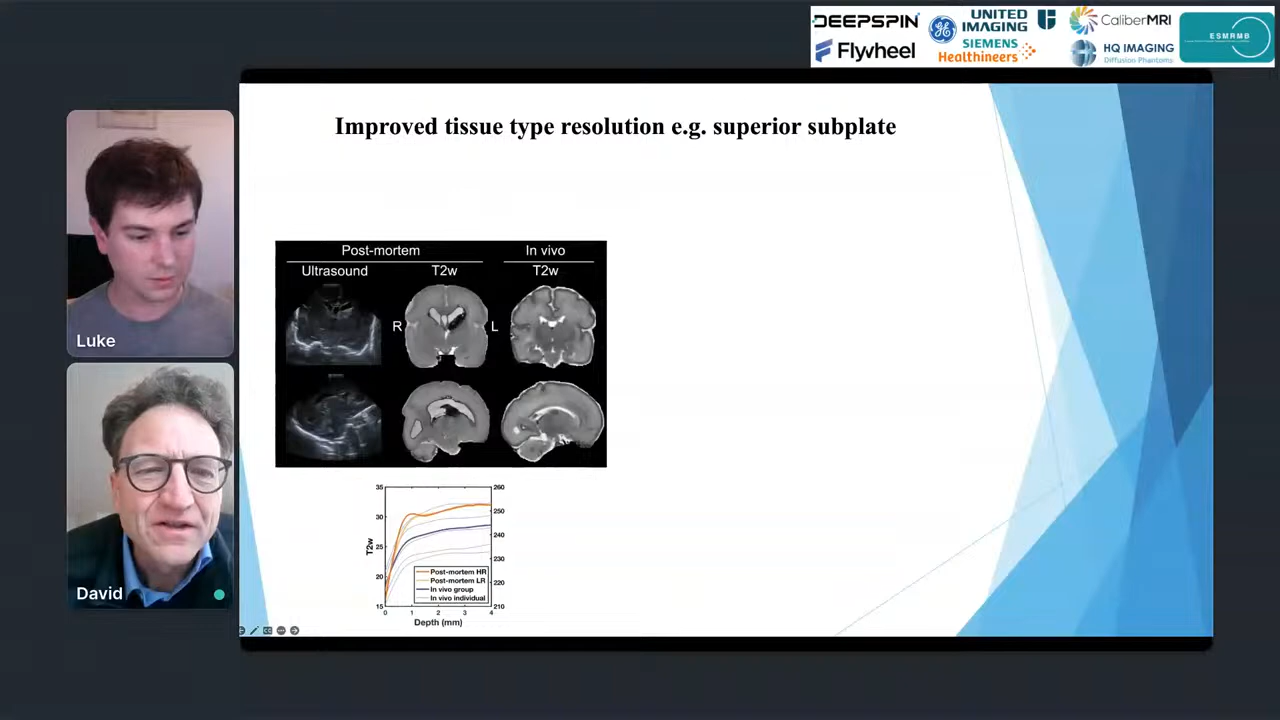 DEEPSPIN
Flywheel
UNITED
IMAGING
SIEMENS
Healthineers
CaliberMRI
HQ IMAGING
Diffusion Phantoms
ESMRMB
Improved tissue type resolution e.g. superior subplate
Luke
David
Post-mortem
In vivo
Ultrasound
T2w
T2w
R
L
35
30
25
20
15
T2w
260
250
240
230
220
210
Post-mortem HR
Post-mortem LR
In vivo group
In vivo individual
0
1
2
3
4
Depth (mm)